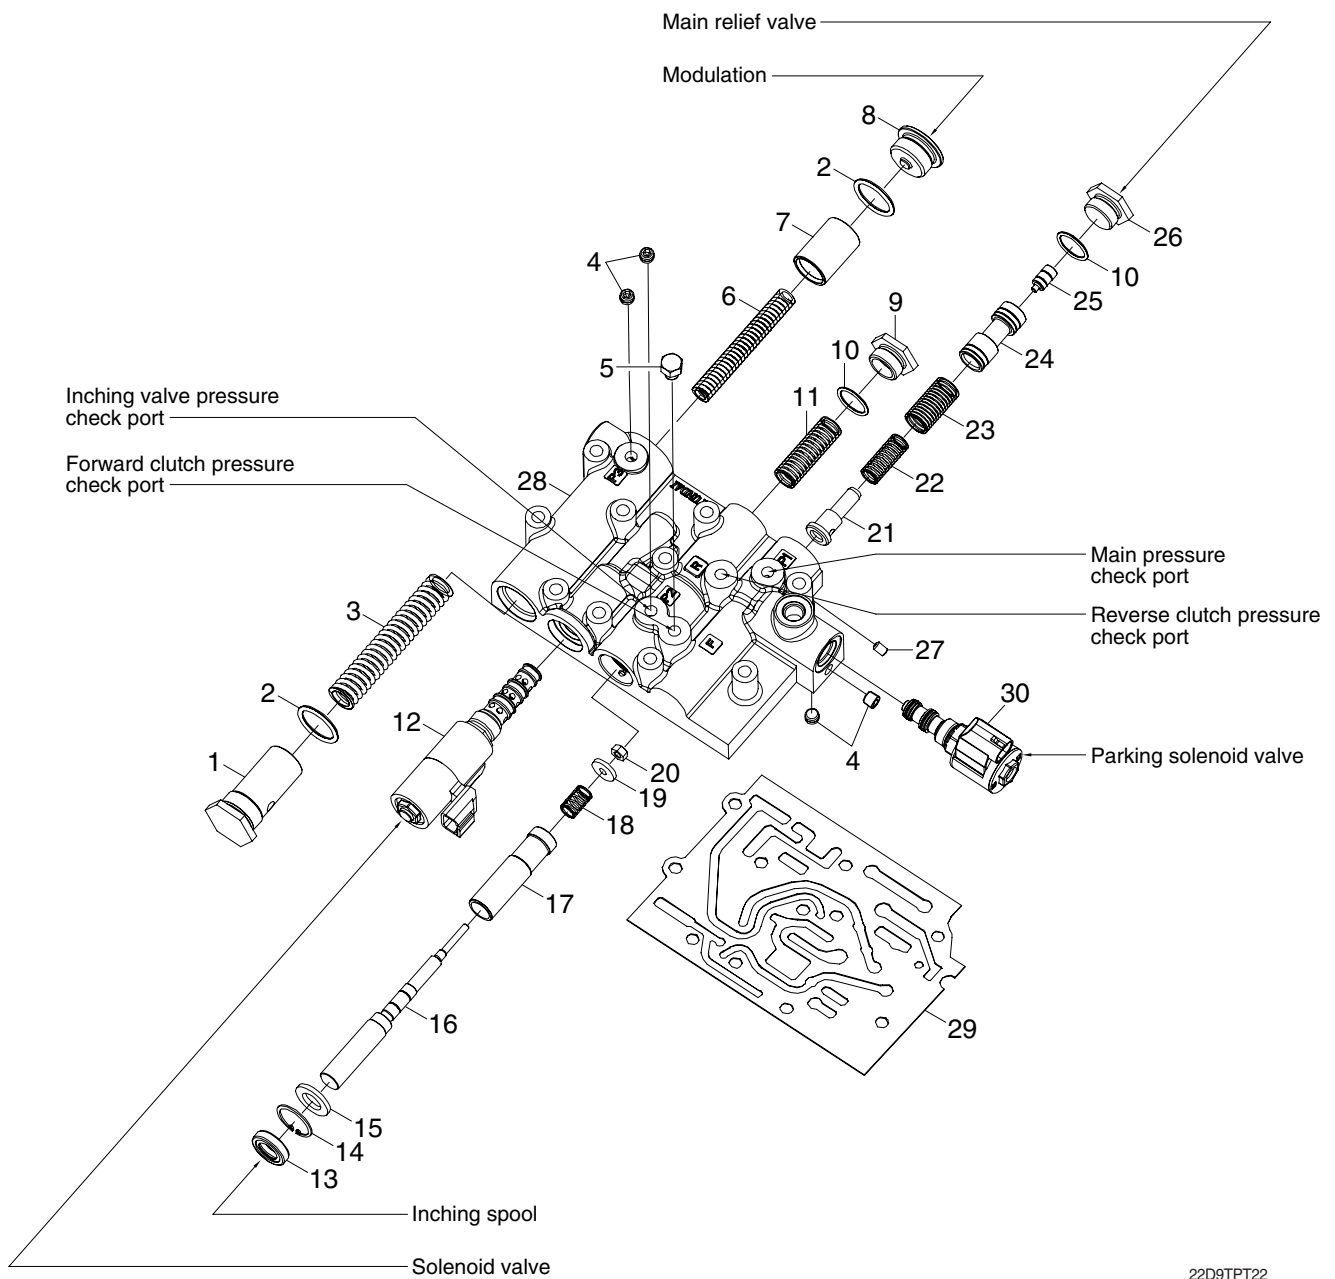 Main relief valve
Modulation
8
2
7
26
10
4
25
6
9
24
5
10
Inching valve pressure
check port
11
23
Forward clutch pressure
check port
28
22
P3
21
R
P1
Main pressure
check port
3
P2
Reverse clutch pressure
check port
F
27
2
12
30
4
Parking solenoid valve
1
20
19
18
17
16
29
15
14
13
Inching spool
Solenoid valve
22D9TPT22